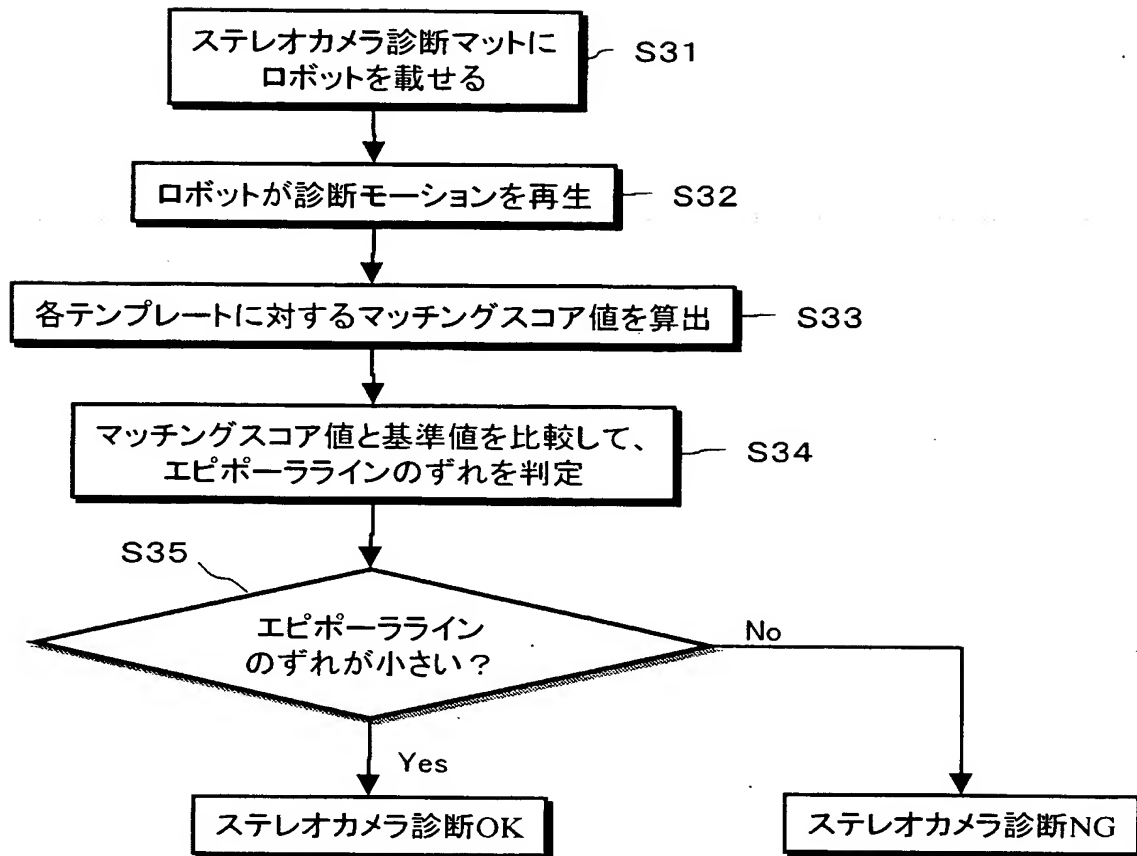 ステレオカメラ診断マットに
ロボットを載せる
S31
ロボットが診断モーションを再生
S32
各テンプレートに対するマッチングスコア値を算出
S33
マッチングスコア値と基準値を比較して、
エピポーララインのずれを判定
S34
S35
エピポーラライン
のずれが小さい？
No
Yes
ステレオカメラ診断OK
ステレオカメラ診断NG